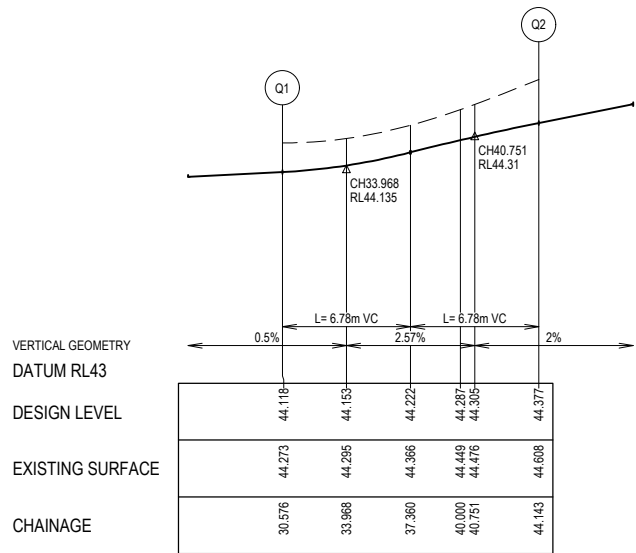 Q2
Q1
CH40.751
RL44.31
CH33.968
RL44.135
L= 6.78m VC
L= 6.78m VC
VERTICAL GEOMETRY
0.5%
2.57%
2%
DATUM RL43
DESIGN LEVEL
44.118
44.153
44.222
44.287
44.305
44.377
EXISTING SURFACE
44.273
44.295
44.366
44.449
44.476
44.608
CHAINAGE
30.576
33.968
37.360
40.000
40.751
44.143